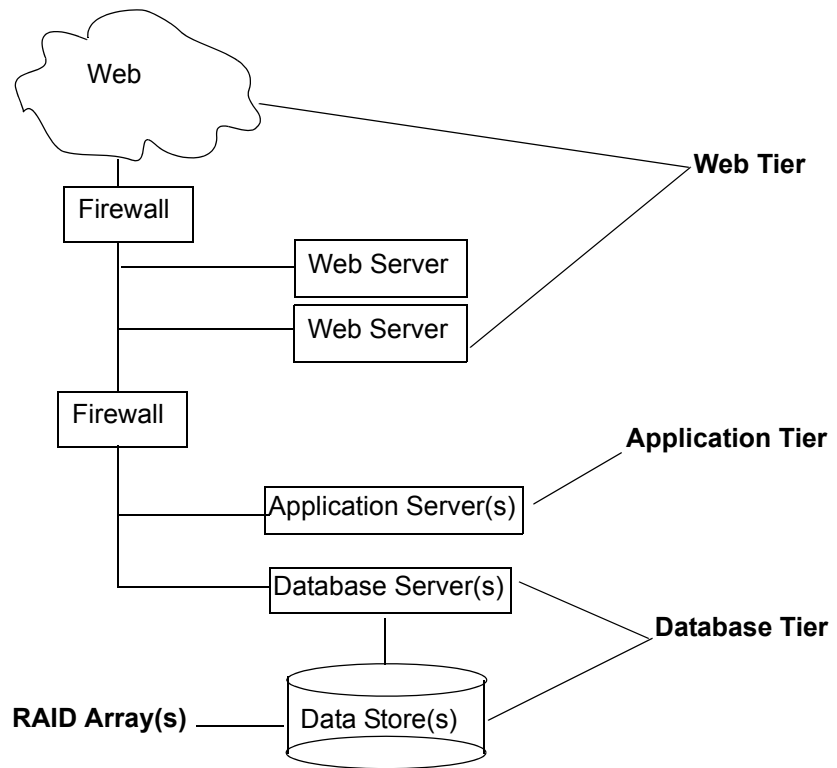 Web
Web Tier
Firewall
Web Server
Web Server
Firewall
Application Tier
Application Server(s)
Database Server(s)
Database Tier
RAID Array(s)
Data Store(s)